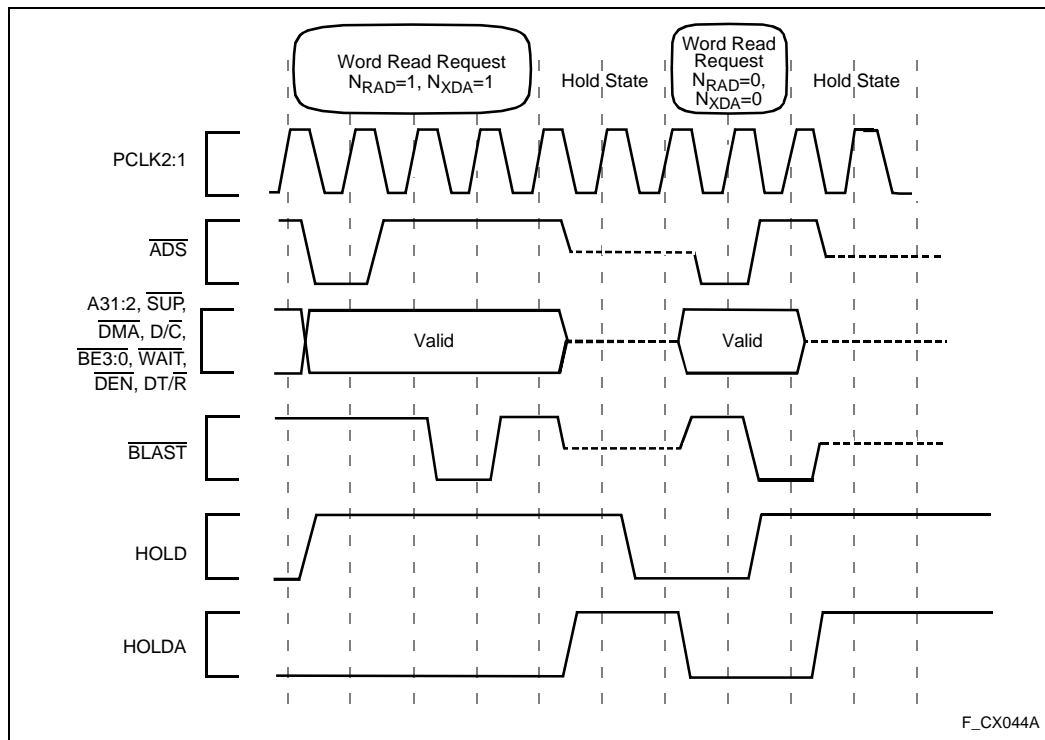 Word Read Request
NRAD=1, NXDA=1
Hold State
Word Read
Request
NRAD=0,
NXDA=0
Hold State
PCLK2:1
ADS
A31:2, SUP,
DMA, D/C,
BE3:0, WAIT,
DEN, DT/R
Valid
Valid
BLAST
HOLD
HOLDA
F_CX044A